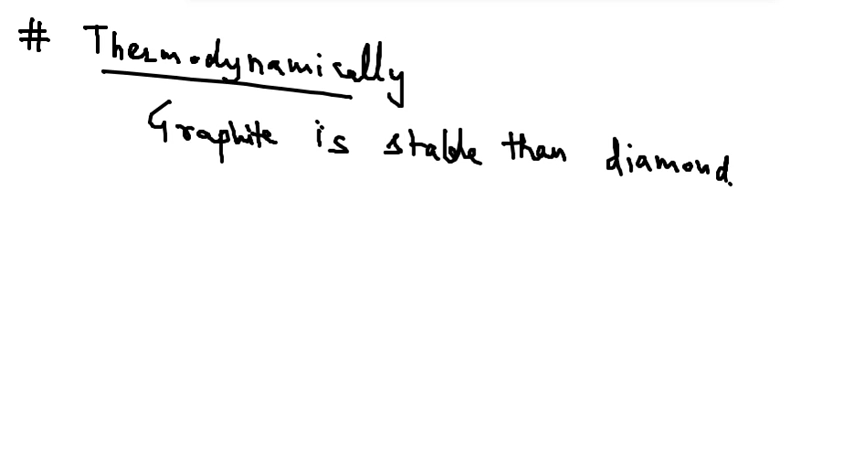 # Thermodynamically
Graphite is stable than diamond.